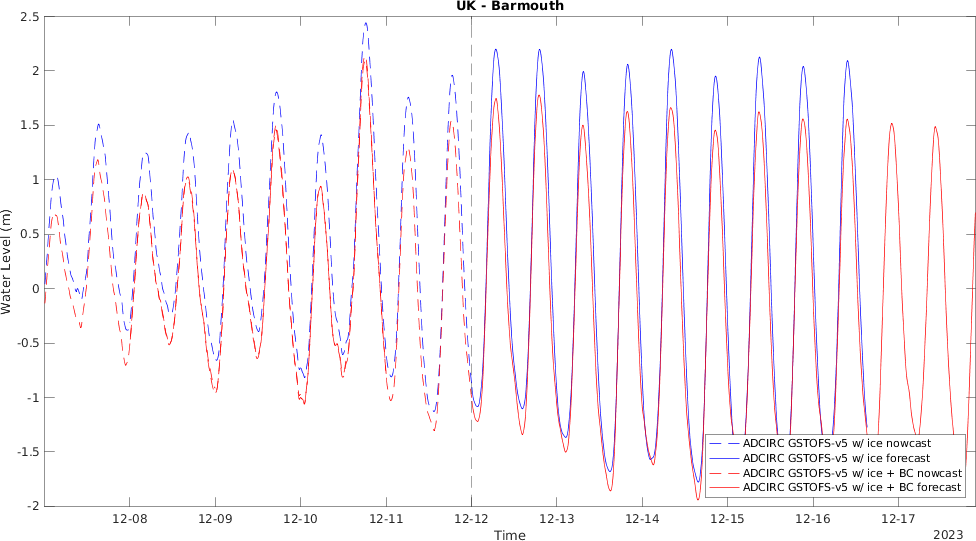 UK - Barmouth
2.5
2
1.5
1
0.5
0
-0.5
-1
-1.5
-2
Water Level (m)
ADCIRC GSTOFS-v5 w/ ice nowcast
ADCIRC GSTOFS-v5 w/ ice forecast
ADCIRC GSTOFS-v5 w/ ice + BC nowcast
ADCIRC GSTOFS-v5 w/ ice + BC forecast
12-08 12-09 12-10 12-11 12-12 12-13 12-14 12-15 12-16 12-17
Time
2023